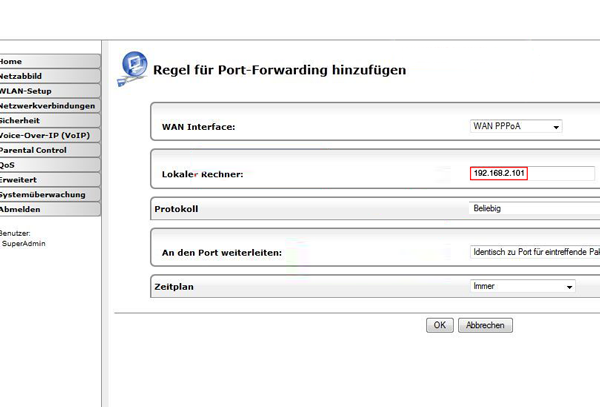 Home
Netzabbild
WLAN-Setup
Netzwerkverbindungen
Sicherheit
Voice-Over-IP (VoIP)
Parental Control
QoS
Erweitert
Systemüberwachung
Abmelden
Benutzer:
SuperAdmin
Regel für Port-Forwarding hinzufügen
WAN Interface: WAN PPPoA
Lokaler Rechner: 192.168.2.101
Protokoll Beliebig
An den Port weiterleiten: Identisch zu Port für eintreffende Pak
Zeitplan Immer
OK Abbrechen